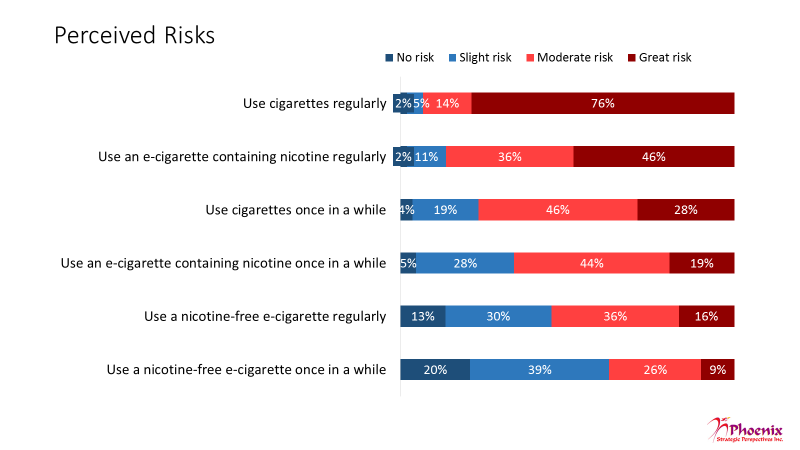 Perceived Risks
No risk Slight risk Moderate risk Great risk
Use cigarettes regularly 2% 5% 14% 76%
Use an e-cigarette containing nicotine regularly 2% 11% 36% 46%
Use cigarettes once in a while 4% 19% 46% 28%
Use an e-cigarette containing nicotine once in a while 5% 28% 44% 19%
Use a nicotine-free e-cigarette regularly 13% 30% 36% 16%
Use a nicotine-free e-cigarette once in a while 20% 39% 26% 9%
Phoenix
Strategic Perspectives Inc.